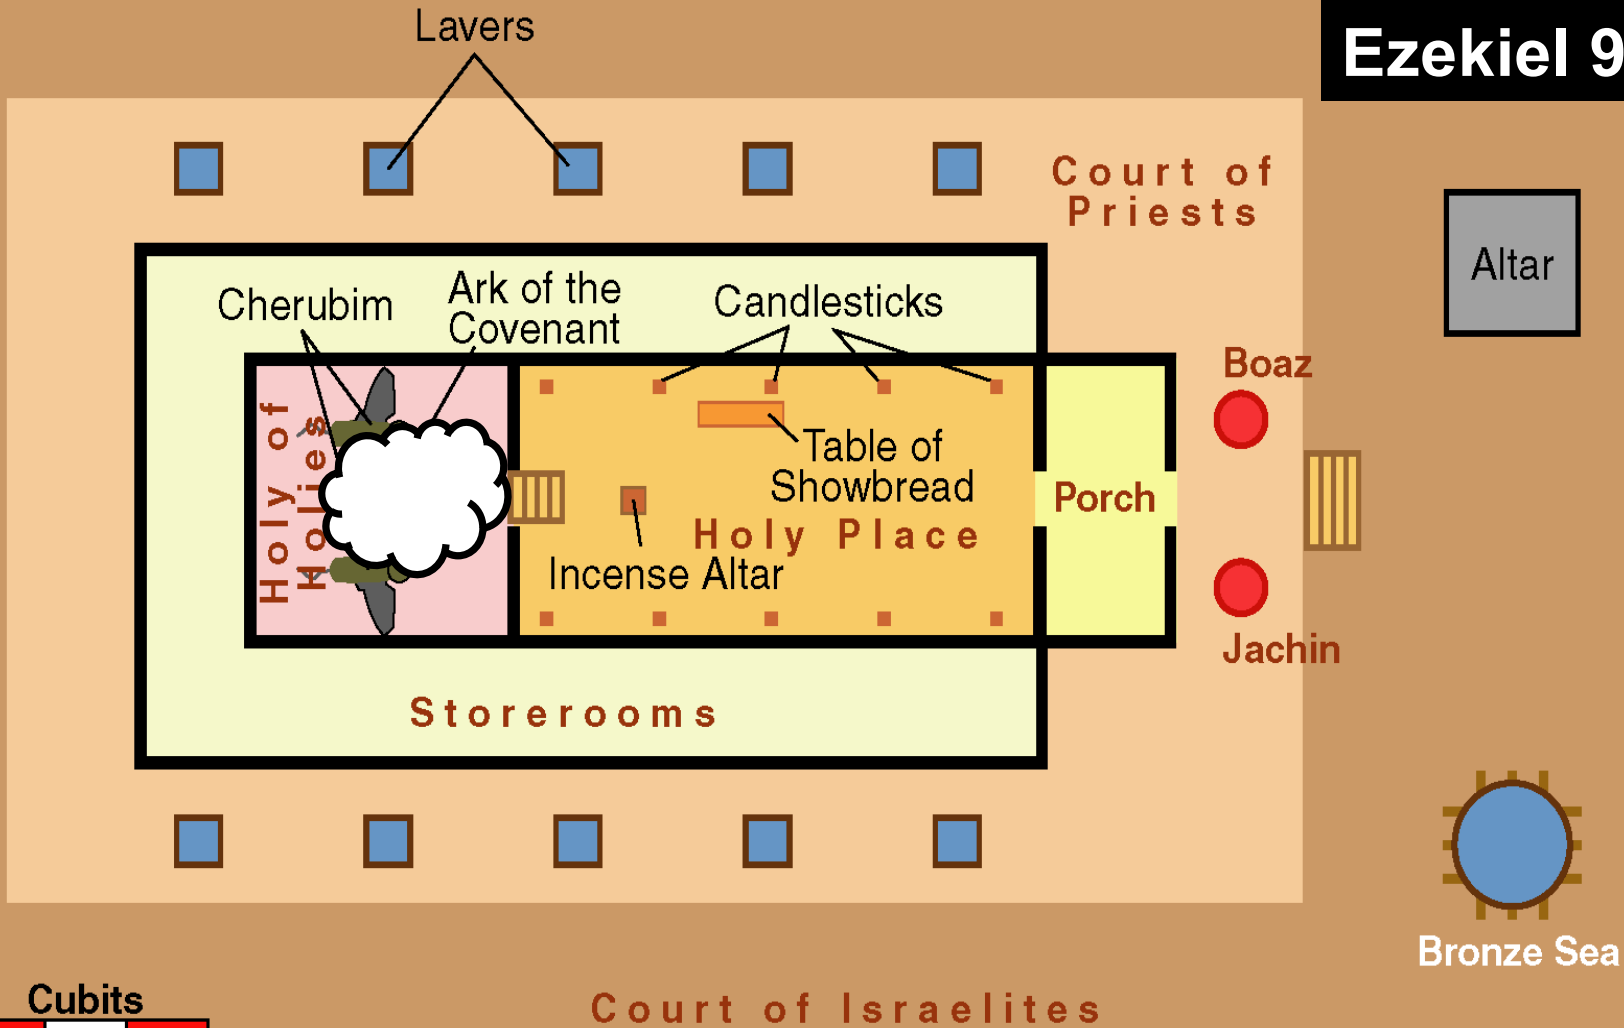 Lavers
Ezekiel 9
Court of
Priests
Altar
Cherubim
Ark of the
Covenant
Candlesticks
Boaz
Holy of
Holies
Table of
Showbread
Porch
Holy Place
Incense Altar
Jachin
Storerooms
Bronze Sea
Cubits
Court of Israelites